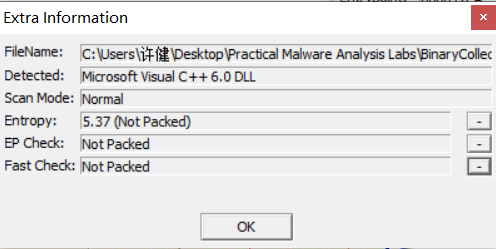 Extra Information
FileName: C:\Users\许健\Desktop\Practical Malware Analysis Labs\BinaryCollec
Detected: Microsoft Visual C++ 6.0 DLL
Scan Mode: Normal
Entropy: 5.37 (Not Packed) -
EP Check: Not Packed -
Fast Check: Not Packed -
OK